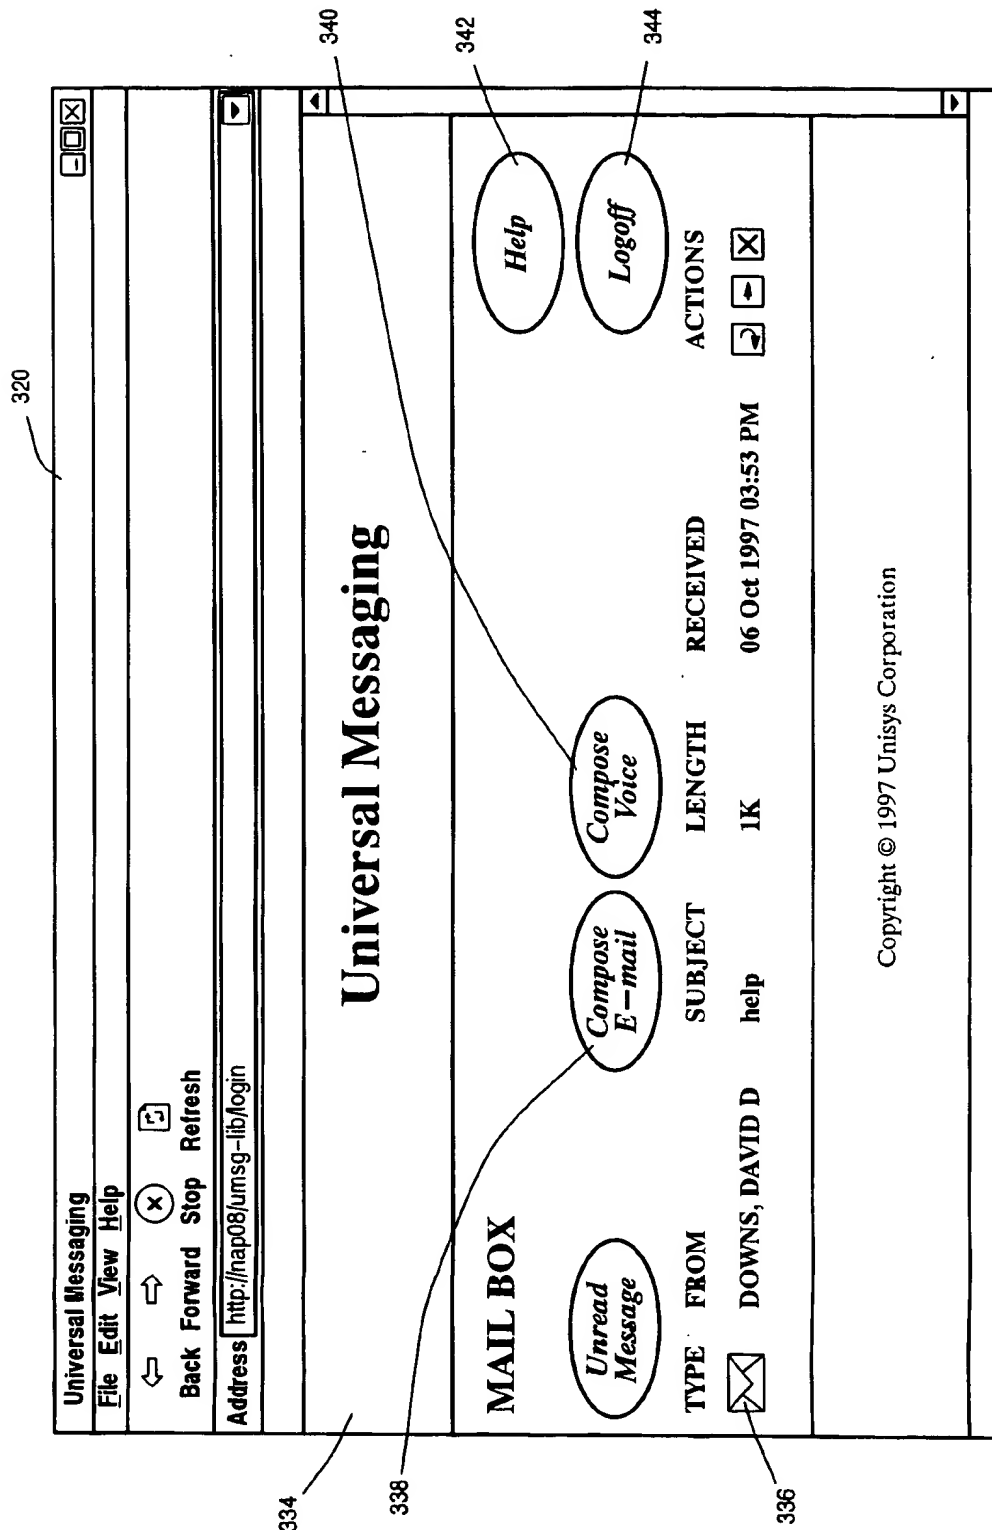 320
Universal Messaging
File Edit View Help
Back Forward Stop Refresh
Address http://nap08/umsg-lib/login
334
Universal Messaging
340
MAIL BOX
Help
342
Unread
Message
338
Compose
E-mail
Compose
Voice
Logoff
344
TYPE FROM SUBJECT LENGTH RECEIVED ACTIONS
336
DOWNS, DAVID D help 1K 06 Oct 1997 03:53 PM
Copyright © 1997 Unisys Corporation